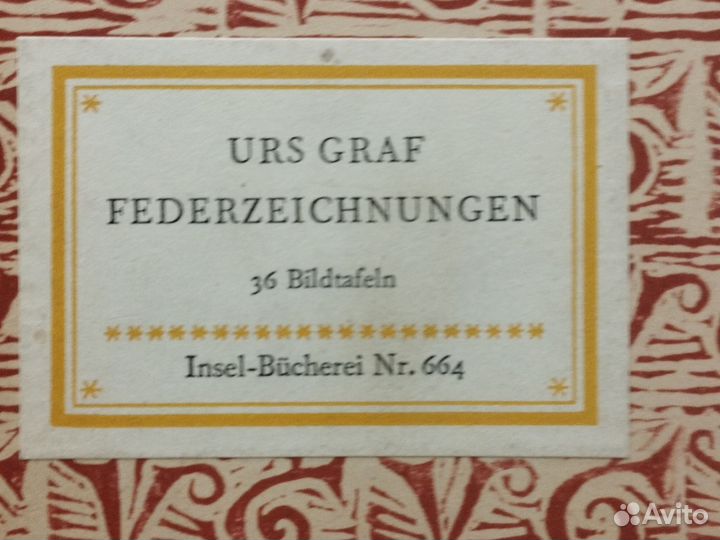 URS GRAF
FEDERZEICHNUNGEN
36 Bildtafeln
Insel-Bücherei Nr. 664
Avito